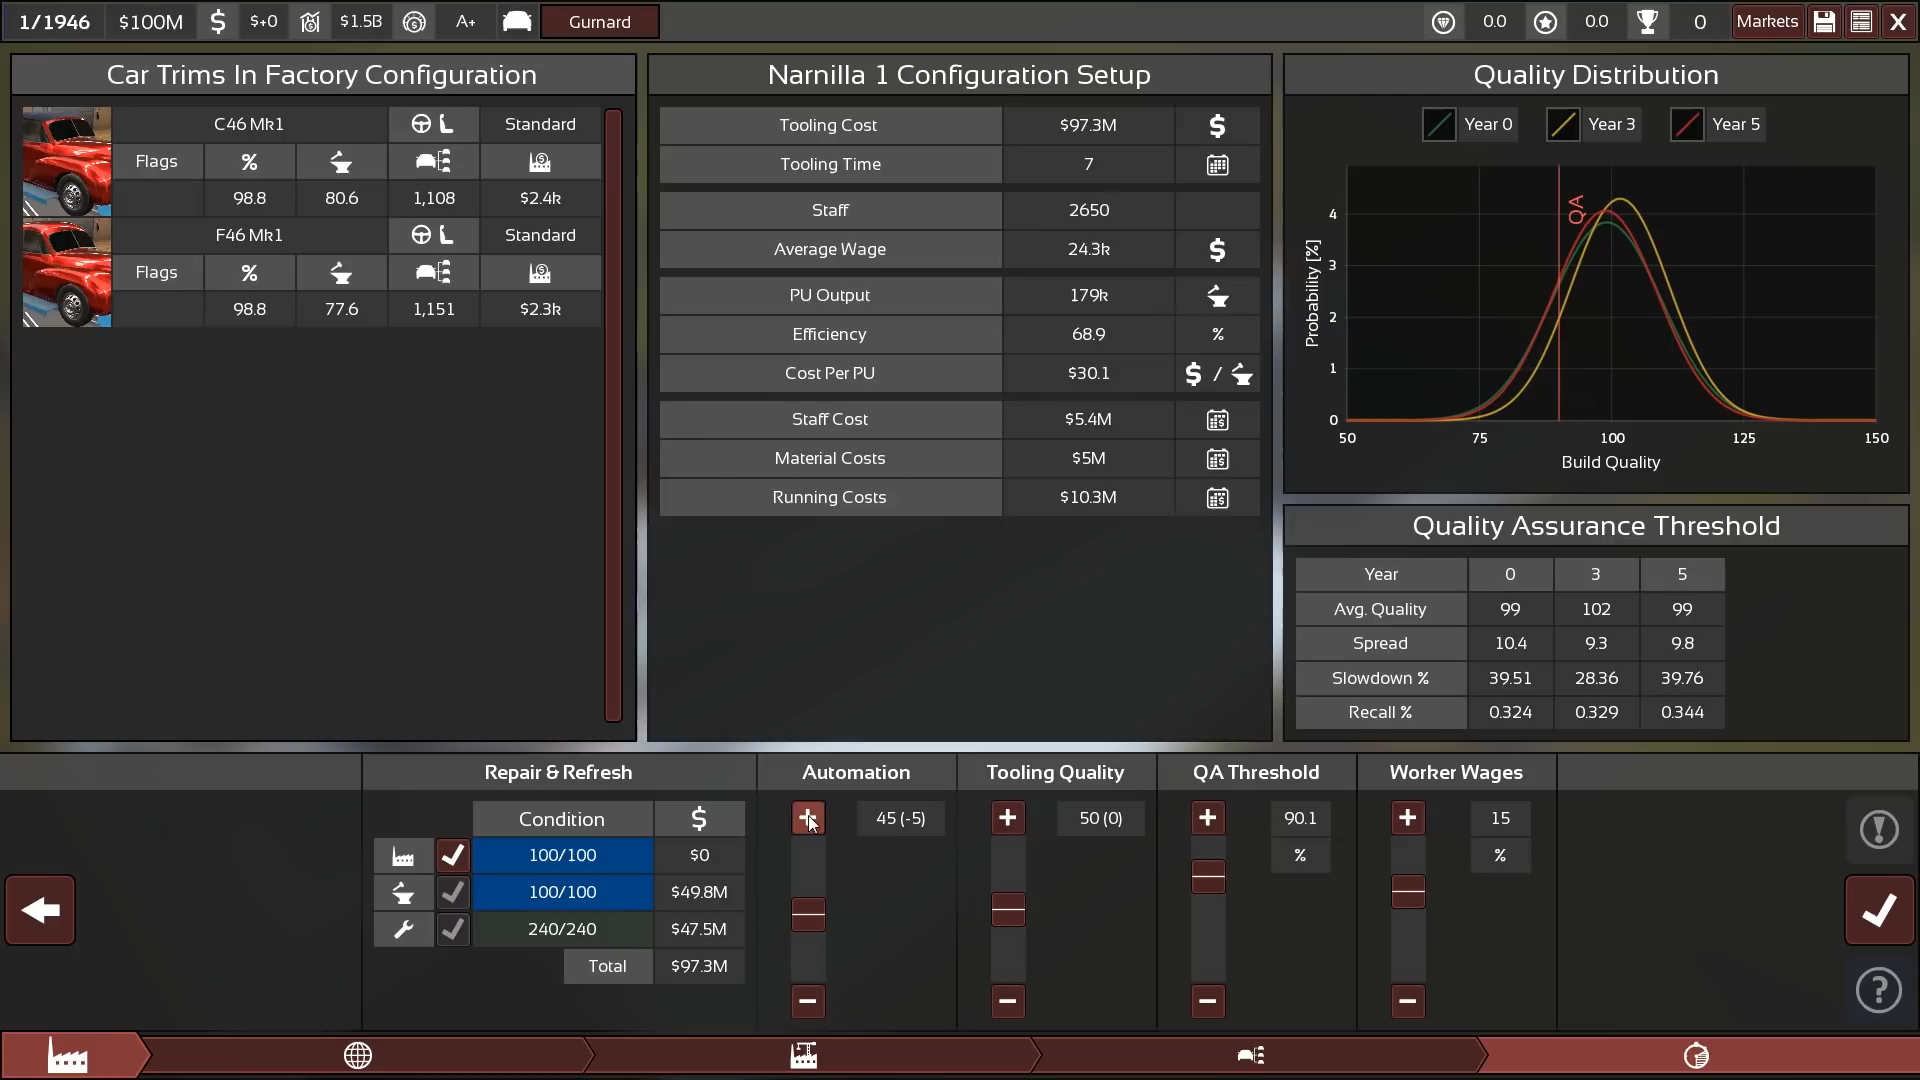 1/1946 $100M $+0 $1.5B A+ Gurnard 0.0 0.0 0 Markets X
Car Trims In Factory Configuration
C46 Mk1 Standard
Flags %
98.8 80.6 1,108 $2.4k
F46 Mk1 Standard
Flags %
98.8 77.6 1,151 $2.3k
Narnilla 1 Configuration Setup
Tooling Cost $97.3M $
Tooling Time 7
Staff 2650
Average Wage 24.3k $
PU Output 179k
Efficiency 68.9 %
Cost Per PU $30.1 $ /
Staff Cost $5.4M
Material Costs $5M
Running Costs $10.3M
Quality Distribution
Year 0 Year 3 Year 5
QA
Probability [%]
4
3
2
1
0
50 75 100 125 150
Build Quality
Quality Assurance Threshold
Year 0 3 5
Avg. Quality 99 102 99
Spread 10.4 9.3 9.8
Slowdown % 39.51 28.36 39.76
Recall % 0.324 0.329 0.344
Repair & Refresh
Condition $
100/100 $0
100/100 $49.8M
240/240 $47.5M
Total $97.3M
Automation
45 (-5)
Tooling Quality
50 (0)
QA Threshold
90.1
%
Worker Wages
15
%